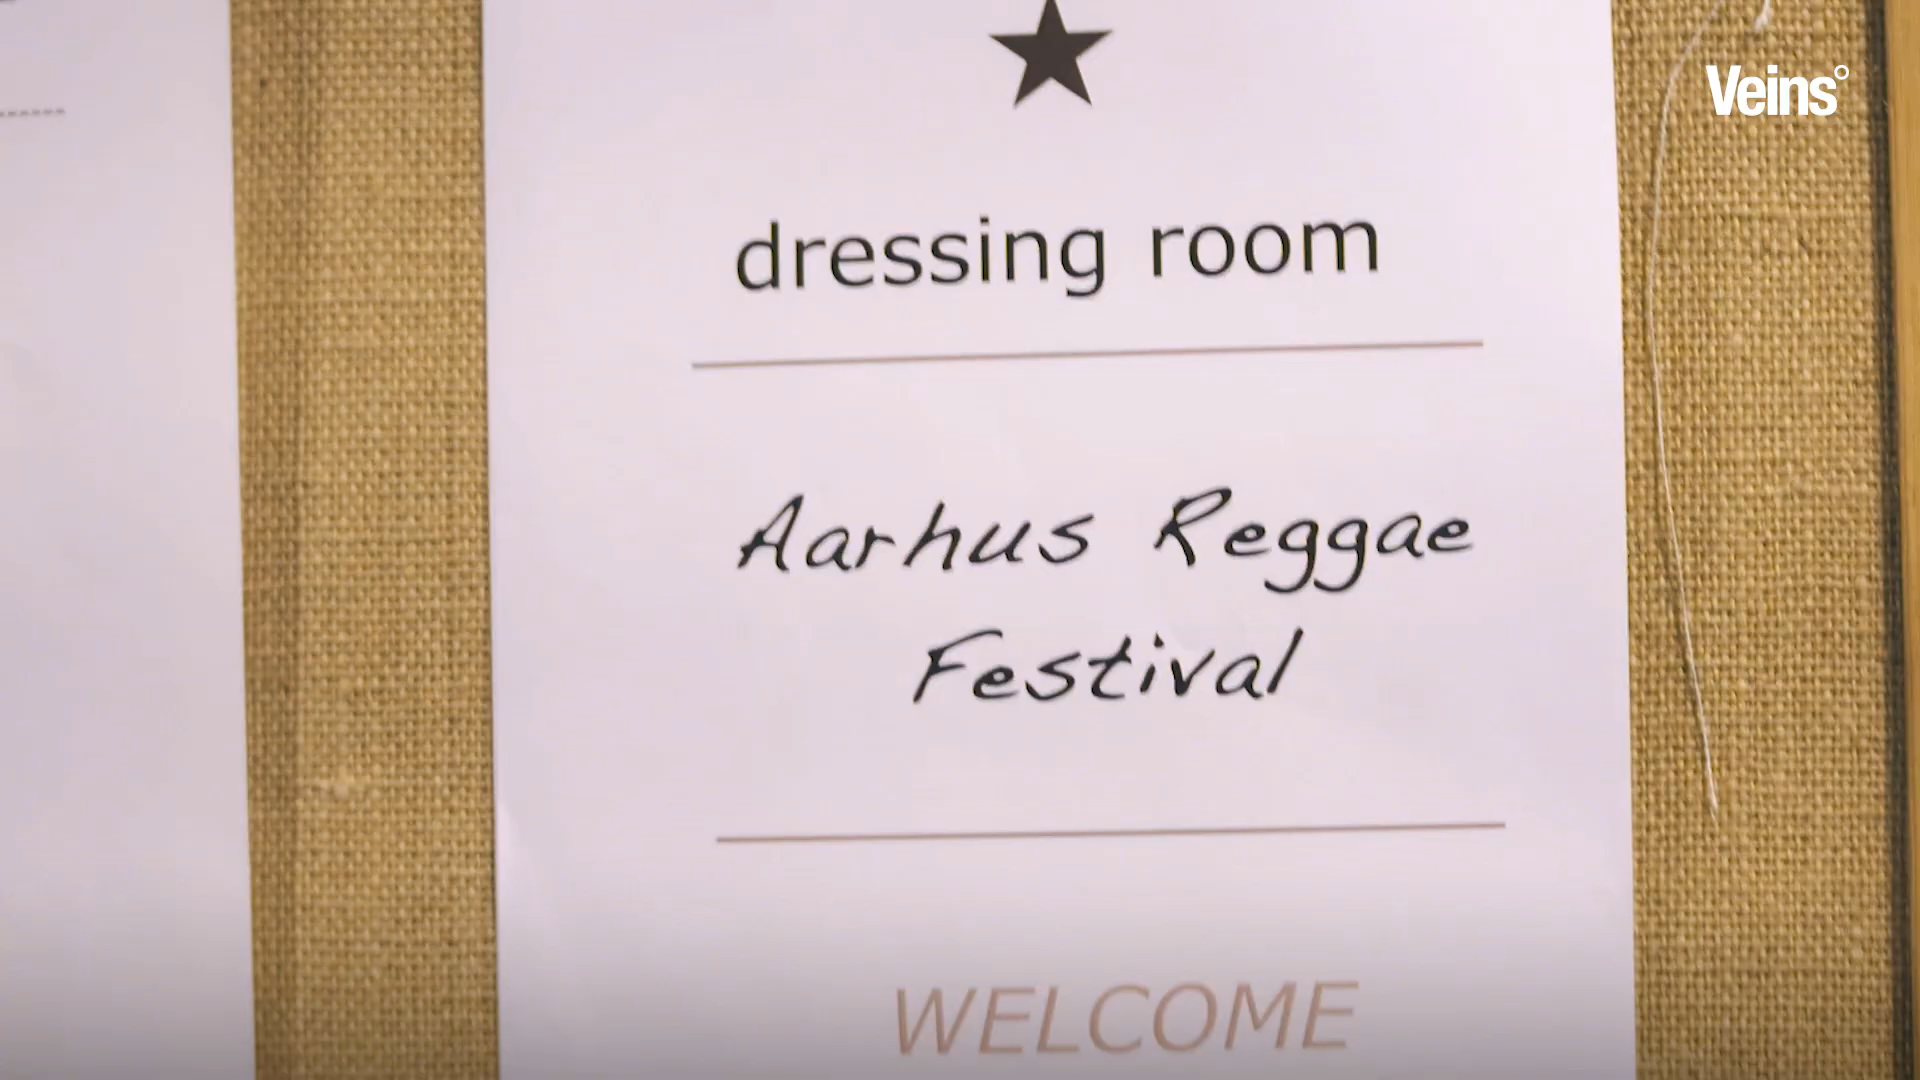 Veins°
dressing room
Aarhus Reggae
Festival
WELCOME